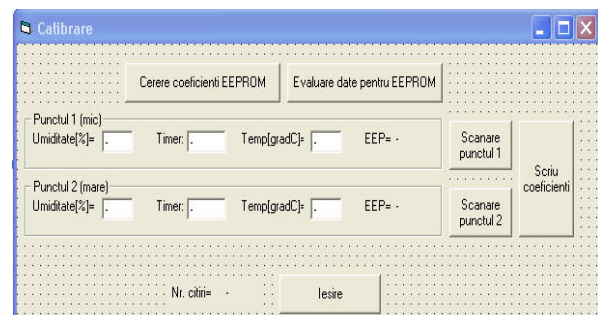 Calibrare
Cerere coeficienti EEPROM Evaluare date pentru EEPROM
Punctul 1 (mic)
Umiditate[%]= . Timer: . Temp[gradC]= . EEP= -
Scanare
punctul 1
Scriu
coeficienti
Punctul 2 (mare)
Umiditate[%]= . Timer: . Temp[gradC]= . EEP= -
Scanare
punctul 2
Nr. citiri= - Iesire